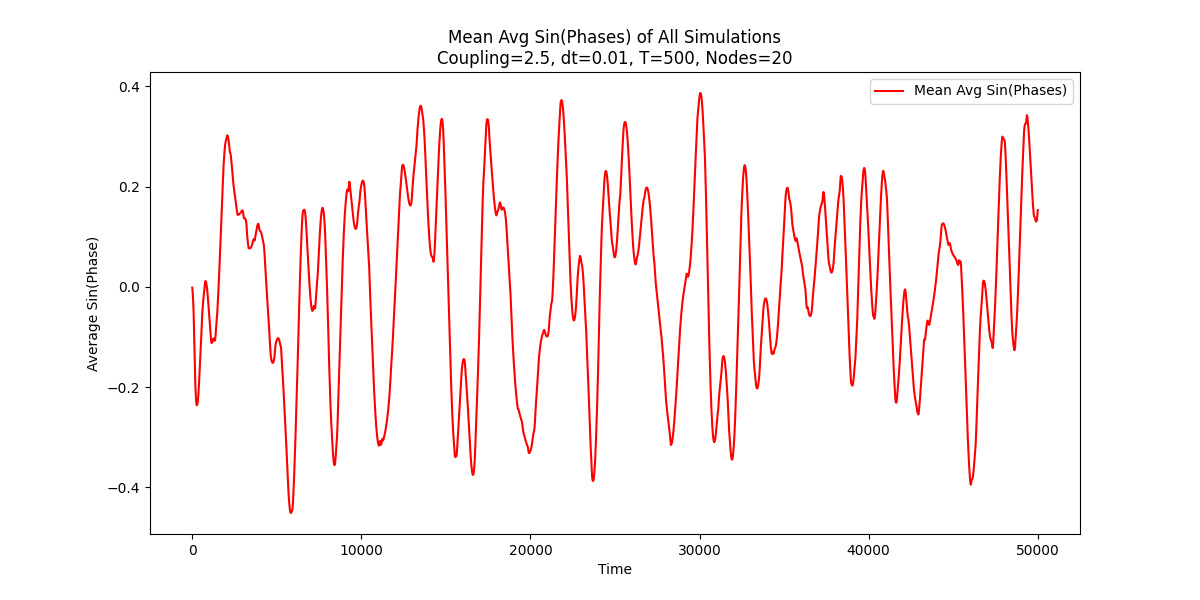 Mean Avg Sin(Phases) of All Simulations
Coupling=2.5, dt=0.01, T=500, Nodes=20
Mean Avg Sin(Phases)
Average Sin(Phase)
0.4
0.2
0.0
−0.2
−0.4
0
10000
20000
30000
40000
50000
Time